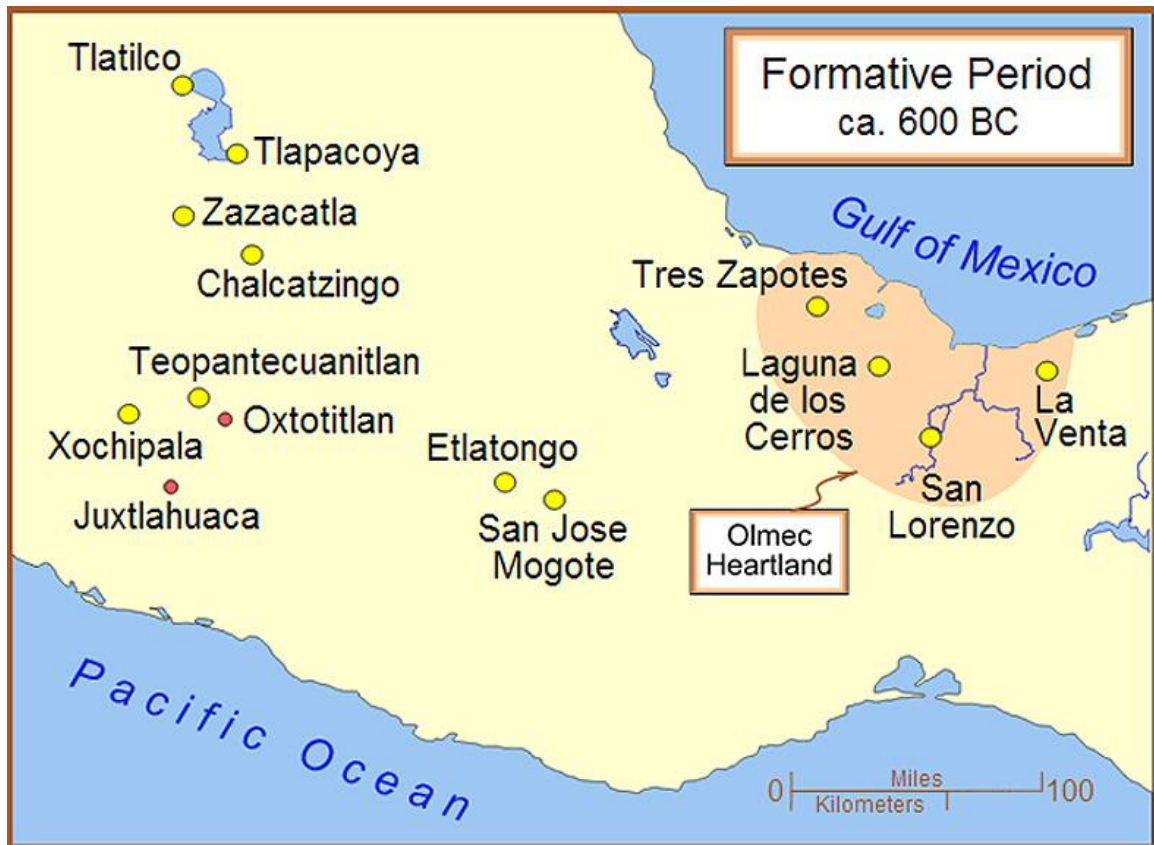 Formative Period
ca. 600 BC
Tlatilco
Tlapacoya
Zazacatla
Chalcatzingo
Gulf of Mexico
Tres Zapotes
Teopantecuanitlan
Laguna
de los
Cerros
La
Venta
Oxtotitlan
Xochipala
Etlatongo
Juxtlahuaca
San Jose
Mogote
San
Lorenzo
Olmec
Heartland
Pacific Ocean
Miles
0 100
Kilometers